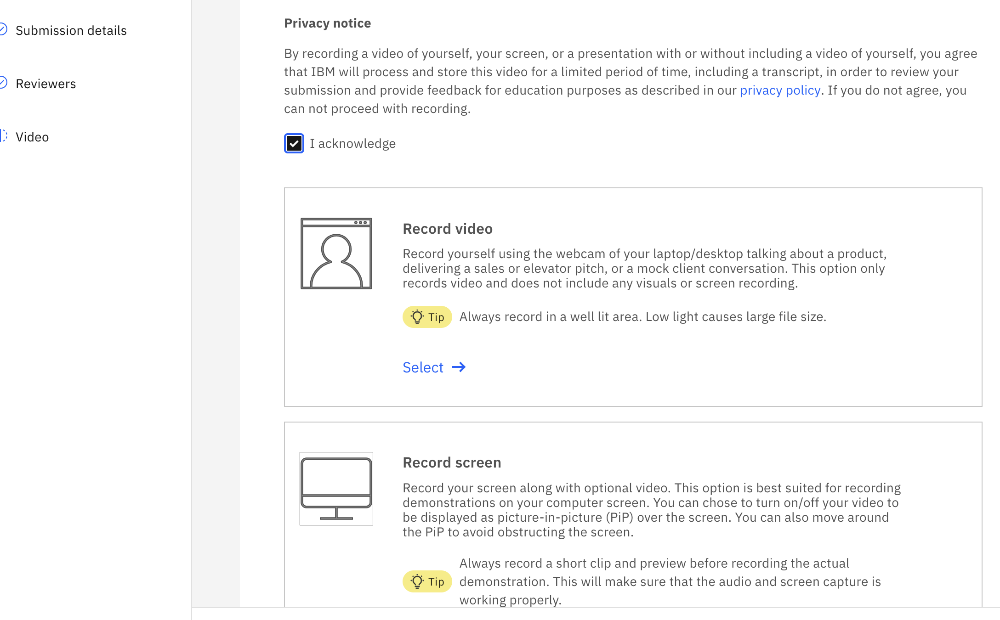 Submission details
Reviewers
Video
Privacy notice
By recording a video of yourself, your screen, or a presentation with or without including a video of yourself, you agree
that IBM will process and store this video for a limited period of time, including a transcript, in order to review your
submission and provide feedback for education purposes as described in our privacy policy. If you do not agree, you
can not proceed with recording.
I acknowledge
Record video
Record yourself using the webcam of your laptop/desktop talking about a product,
delivering a sales or elevator pitch, or a mock client conversation. This option only
records video and does not include any visuals or screen recording.
Tip Always record in a well lit area. Low light causes large file size.
Select
Record screen
Record your screen along with optional video. This option is best suited for recording
demonstrations on your computer screen. You can chose to turn on/off your video to
be displayed as picture-in-picture (PiP) over the screen. You can also move around
the PiP to avoid obstructing the screen.
Always record a short clip and preview before recording the actual
Tip demonstration. This will make sure that the audio and screen capture is
working properly.